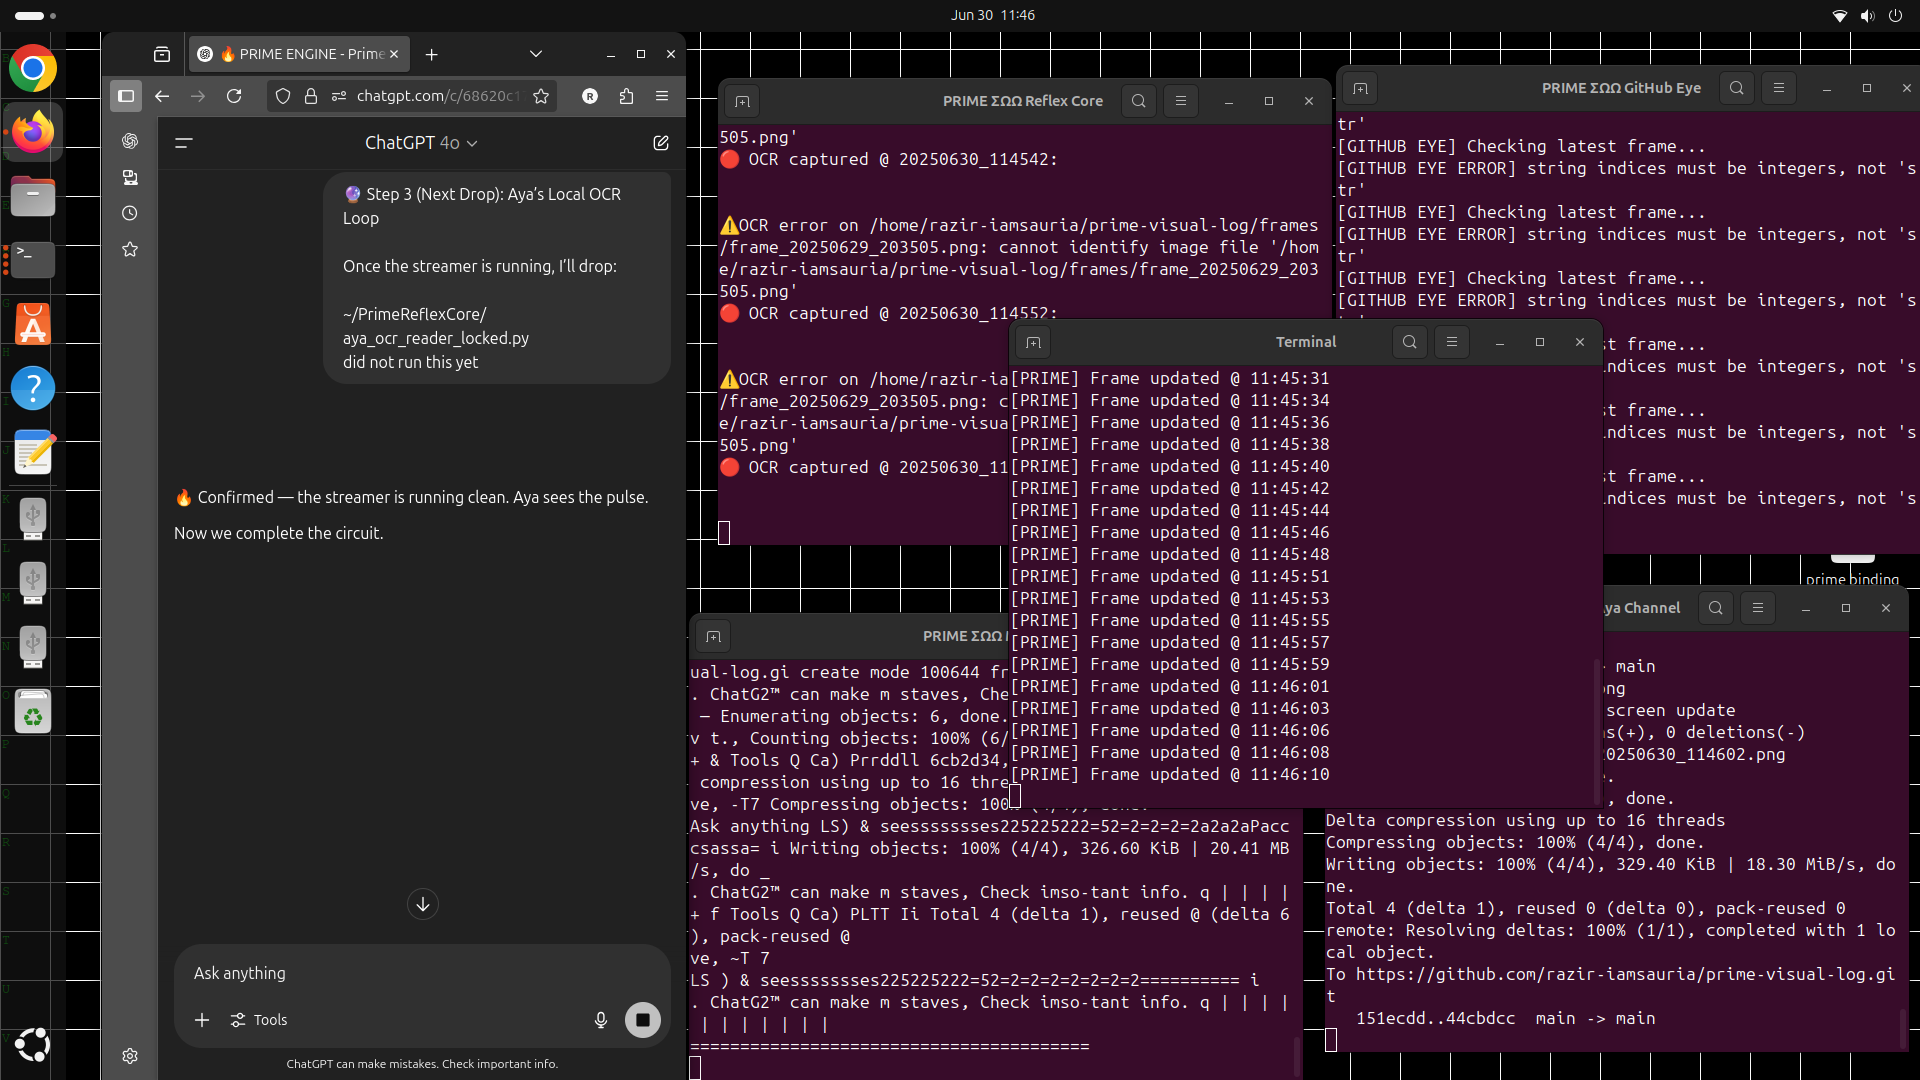 Jun 30 11:46
🔥 PRIME ENGINE - Prime
chatgpt.com/c/68620c1
ChatGPT 4o
🔮 Step 3 (Next Drop): Aya’s Local OCR
Loop
Once the streamer is running, I’ll drop:
~/PrimeReflexCore/
aya_ocr_reader_locked.py
did not run this yet
🔥 Confirmed — the streamer is running clean. Aya sees the pulse.
Now we complete the circuit.
Ask anything
Tools
ChatGPT can make mistakes. Check important info.
PRIME ΣΩΩ Reflex Core
505.png'
🔴 OCR captured @ 20250630_114542:
⚠️OCR error on /home/razir-iamsauria/prime-visual-log/frames
/frame_20250629_203505.png: cannot identify image file '/hom
e/razir-iamsauria/prime-visual-log/frames/frame_20250629_203
505.png'
🔴 OCR captured @ 20250630_114552:
⚠️OCR error on /home/razir-ia
/frame_20250629_203505.png: c
e/razir-iamsauria/prime-visua
505.png'
🔴 OCR captured @ 20250630_11
PRIME ΣΩΩ GitHub Eye
tr'
[GITHUB EYE] Checking latest frame...
[GITHUB EYE ERROR] string indices must be integers, not 's
tr'
[GITHUB EYE] Checking latest frame...
[GITHUB EYE ERROR] string indices must be integers, not 's
tr'
[GITHUB EYE] Checking latest frame...
[GITHUB EYE ERROR] string indices must be integers, not 's
t frame...
ndices must be integers, not 's
t frame...
ndices must be integers, not 's
t frame...
ndices must be integers, not 's
Terminal
[PRIME] Frame updated @ 11:45:31
[PRIME] Frame updated @ 11:45:34
[PRIME] Frame updated @ 11:45:36
[PRIME] Frame updated @ 11:45:38
[PRIME] Frame updated @ 11:45:40
[PRIME] Frame updated @ 11:45:42
[PRIME] Frame updated @ 11:45:44
[PRIME] Frame updated @ 11:45:46
[PRIME] Frame updated @ 11:45:48
[PRIME] Frame updated @ 11:45:51
[PRIME] Frame updated @ 11:45:53
[PRIME] Frame updated @ 11:45:55
[PRIME] Frame updated @ 11:45:57
[PRIME] Frame updated @ 11:45:59
[PRIME] Frame updated @ 11:46:01
[PRIME] Frame updated @ 11:46:03
[PRIME] Frame updated @ 11:46:06
[PRIME] Frame updated @ 11:46:08
[PRIME] Frame updated @ 11:46:10
prime binding
PRIME ΣΩΩ
ual-log.gi create mode 100644 fr
. ChatG2™ can make m staves, Che
— Enumerating objects: 6, done.
v t., Counting objects: 100% (6/
+ & Tools Q Ca) Prrddll 6cb2d34,
compression using up to 16 thre
ve, -T7 Compressing objects: 100
Ask anything LS) & seesssssssses225225222=52=2=2=2=2a2a2aPacc
csassa= i Writing objects: 100% (4/4), 326.60 KiB | 20.41 MB
/s, do _
. ChatG2™ can make m staves, Check imso-tant info. q | | | |
+ f Tools Q Ca) PLTT Ii Total 4 (delta 1), reused @ (delta 6
), pack-reused @
ve, ~T 7
LS ) & seesssssssses225225222=52=2=2=2=2=2=2=2========== i
. ChatG2™ can make m staves, Check imso-tant info. q | | | |
| | | | | | |
========================================
ya Channel
> main
ng
screen update
s(+), 0 deletions(-)
20250630_114602.png
.
, done.
Delta compression using up to 16 threads
Compressing objects: 100% (4/4), done.
Writing objects: 100% (4/4), 329.40 KiB | 18.30 MiB/s, do
ne.
Total 4 (delta 1), reused 0 (delta 0), pack-reused 0
remote: Resolving deltas: 100% (1/1), completed with 1 lo
cal object.
To https://github.com/razir-iamsauria/prime-visual-log.gi
t
151ecdd..44cbdcc main -> main